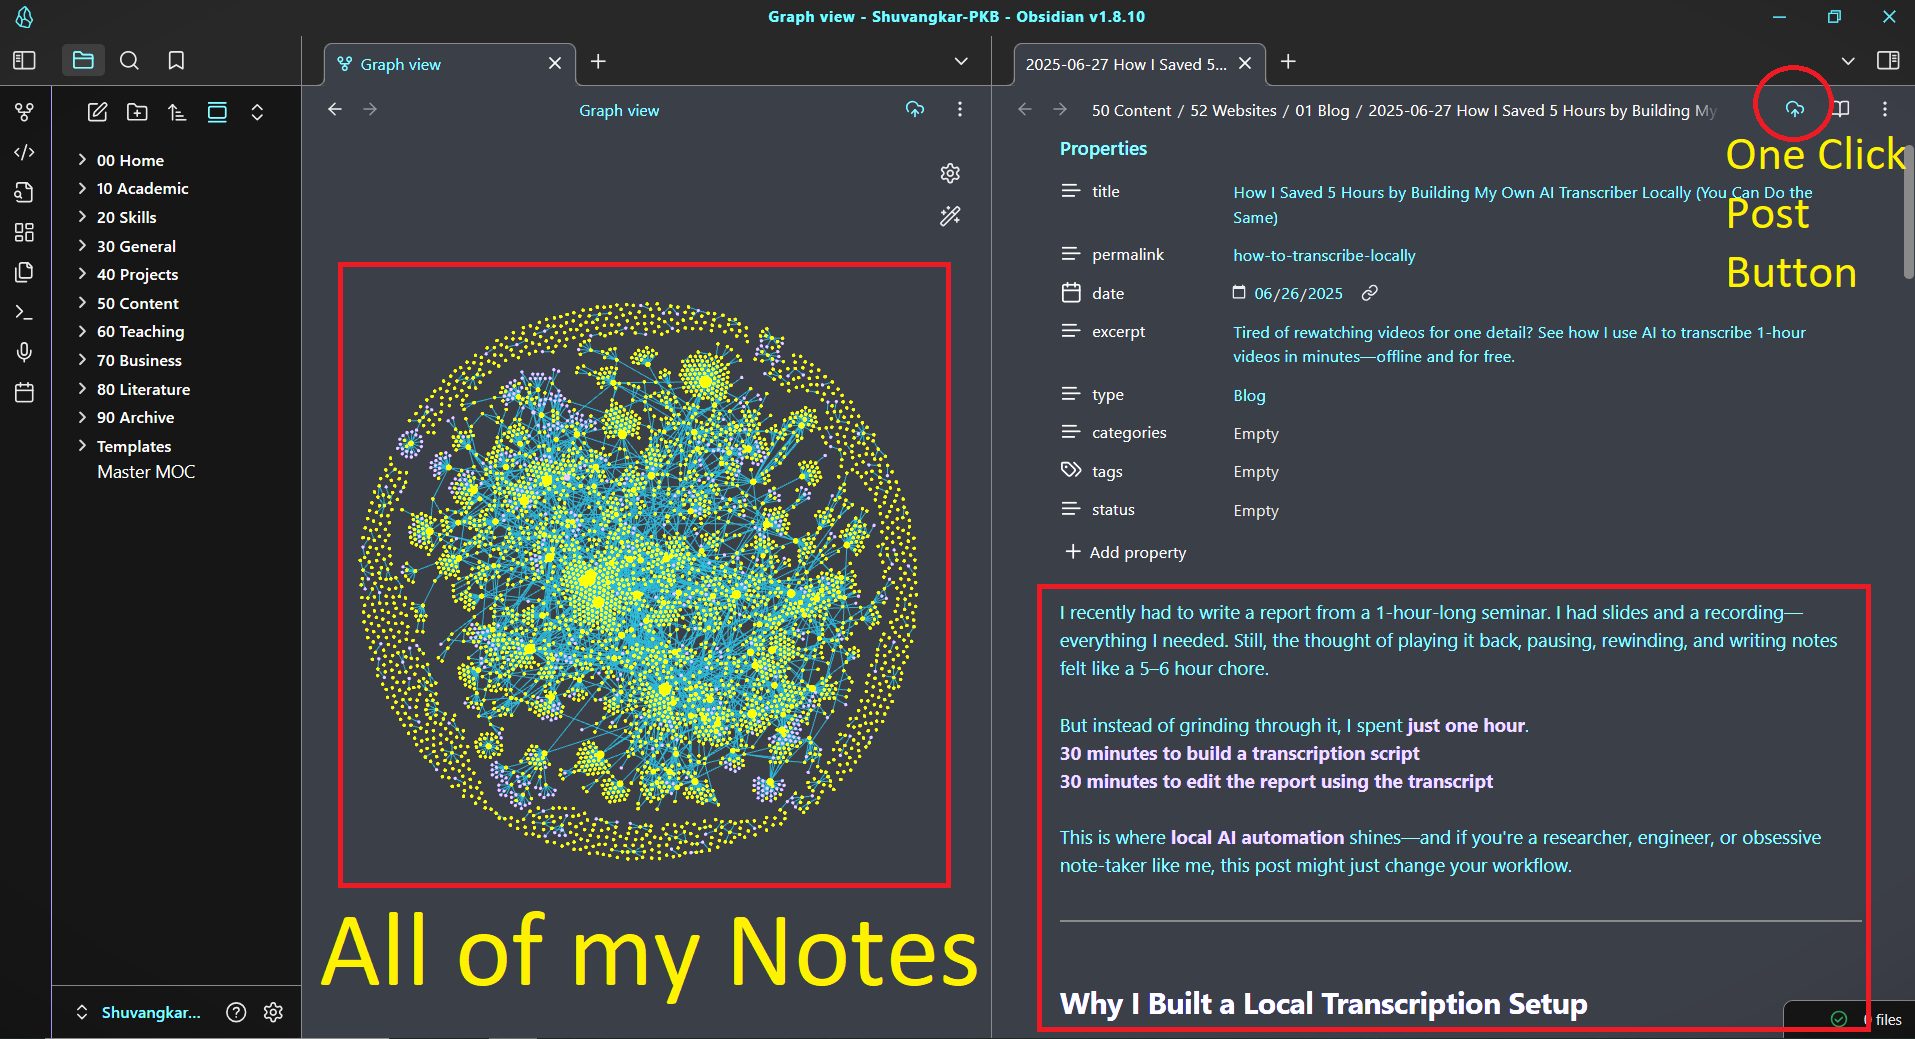 Graph view - Shuvangkar-PKB - Obsidian v1.8.10
Graph view
2025-06-27 How I Saved 5...
Graph view
50 Content / 52 Websites / 01 Blog / 2025-06-27 How I Saved 5 Hours by Building My
00 Home
10 Academic
20 Skills
30 General
40 Projects
50 Content
60 Teaching
70 Business
80 Literature
90 Archive
Templates
Master MOC
Shuvangkar...
All of my Notes
One Click
Post
Button
Properties
title
How I Saved 5 Hours by Building My Own AI Transcriber Locally (You Can Do the
Same)
permalink
how-to-transcribe-locally
date
06/26/2025
excerpt
Tired of rewatching videos for one detail? See how I use AI to transcribe 1-hour
videos in minutes—offline and for free.
type
Blog
categories
Empty
tags
Empty
status
Empty
Add property
I recently had to write a report from a 1-hour-long seminar. I had slides and a recording—
everything I needed. Still, the thought of playing it back, pausing, rewinding, and writing notes
felt like a 5–6 hour chore.
But instead of grinding through it, I spent just one hour.
30 minutes to build a transcription script
30 minutes to edit the report using the transcript
This is where local AI automation shines—and if you're a researcher, engineer, or obsessive
note-taker like me, this post might just change your workflow.
Why I Built a Local Transcription Setup
files